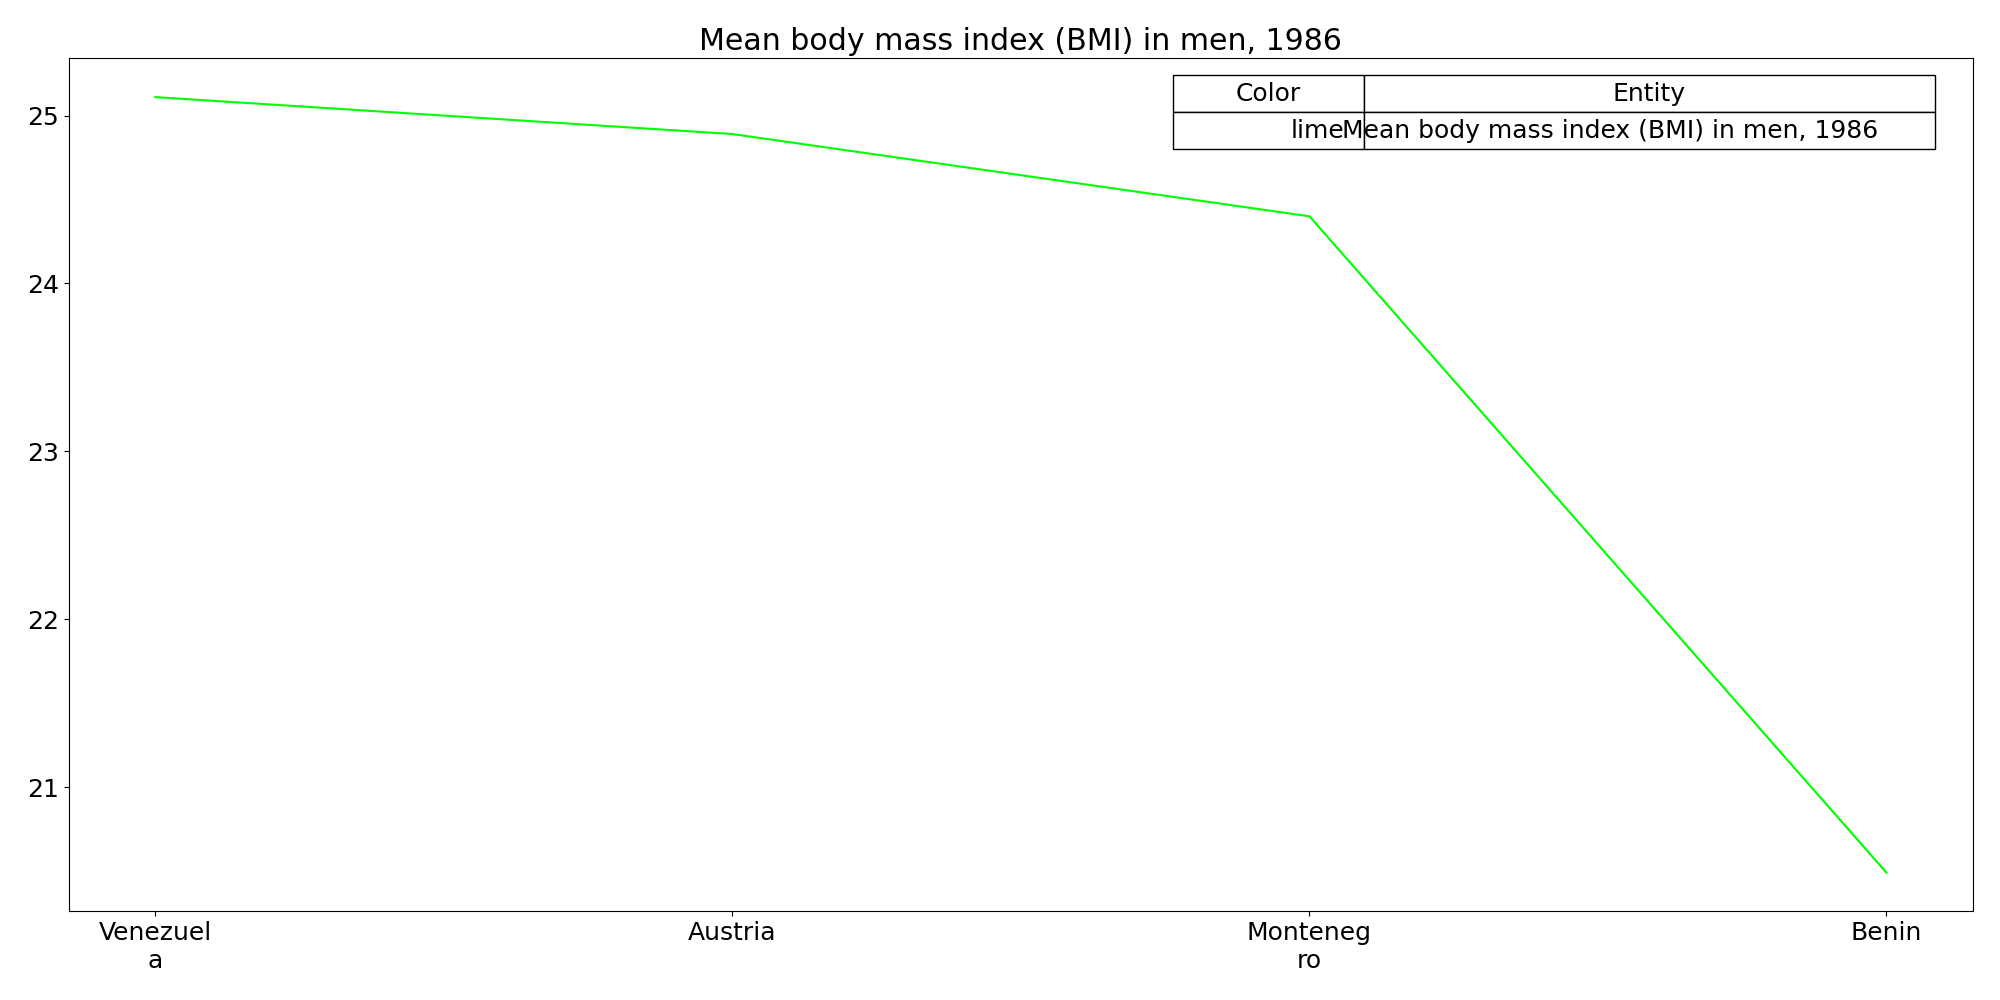 Mean body mass index (BMI) in men, 1986
Color Entity
lime Mean body mass index (BMI) in men, 1986
25
24
23
22
21
Venezuel
a
Austria
Monteneg
ro
Benin